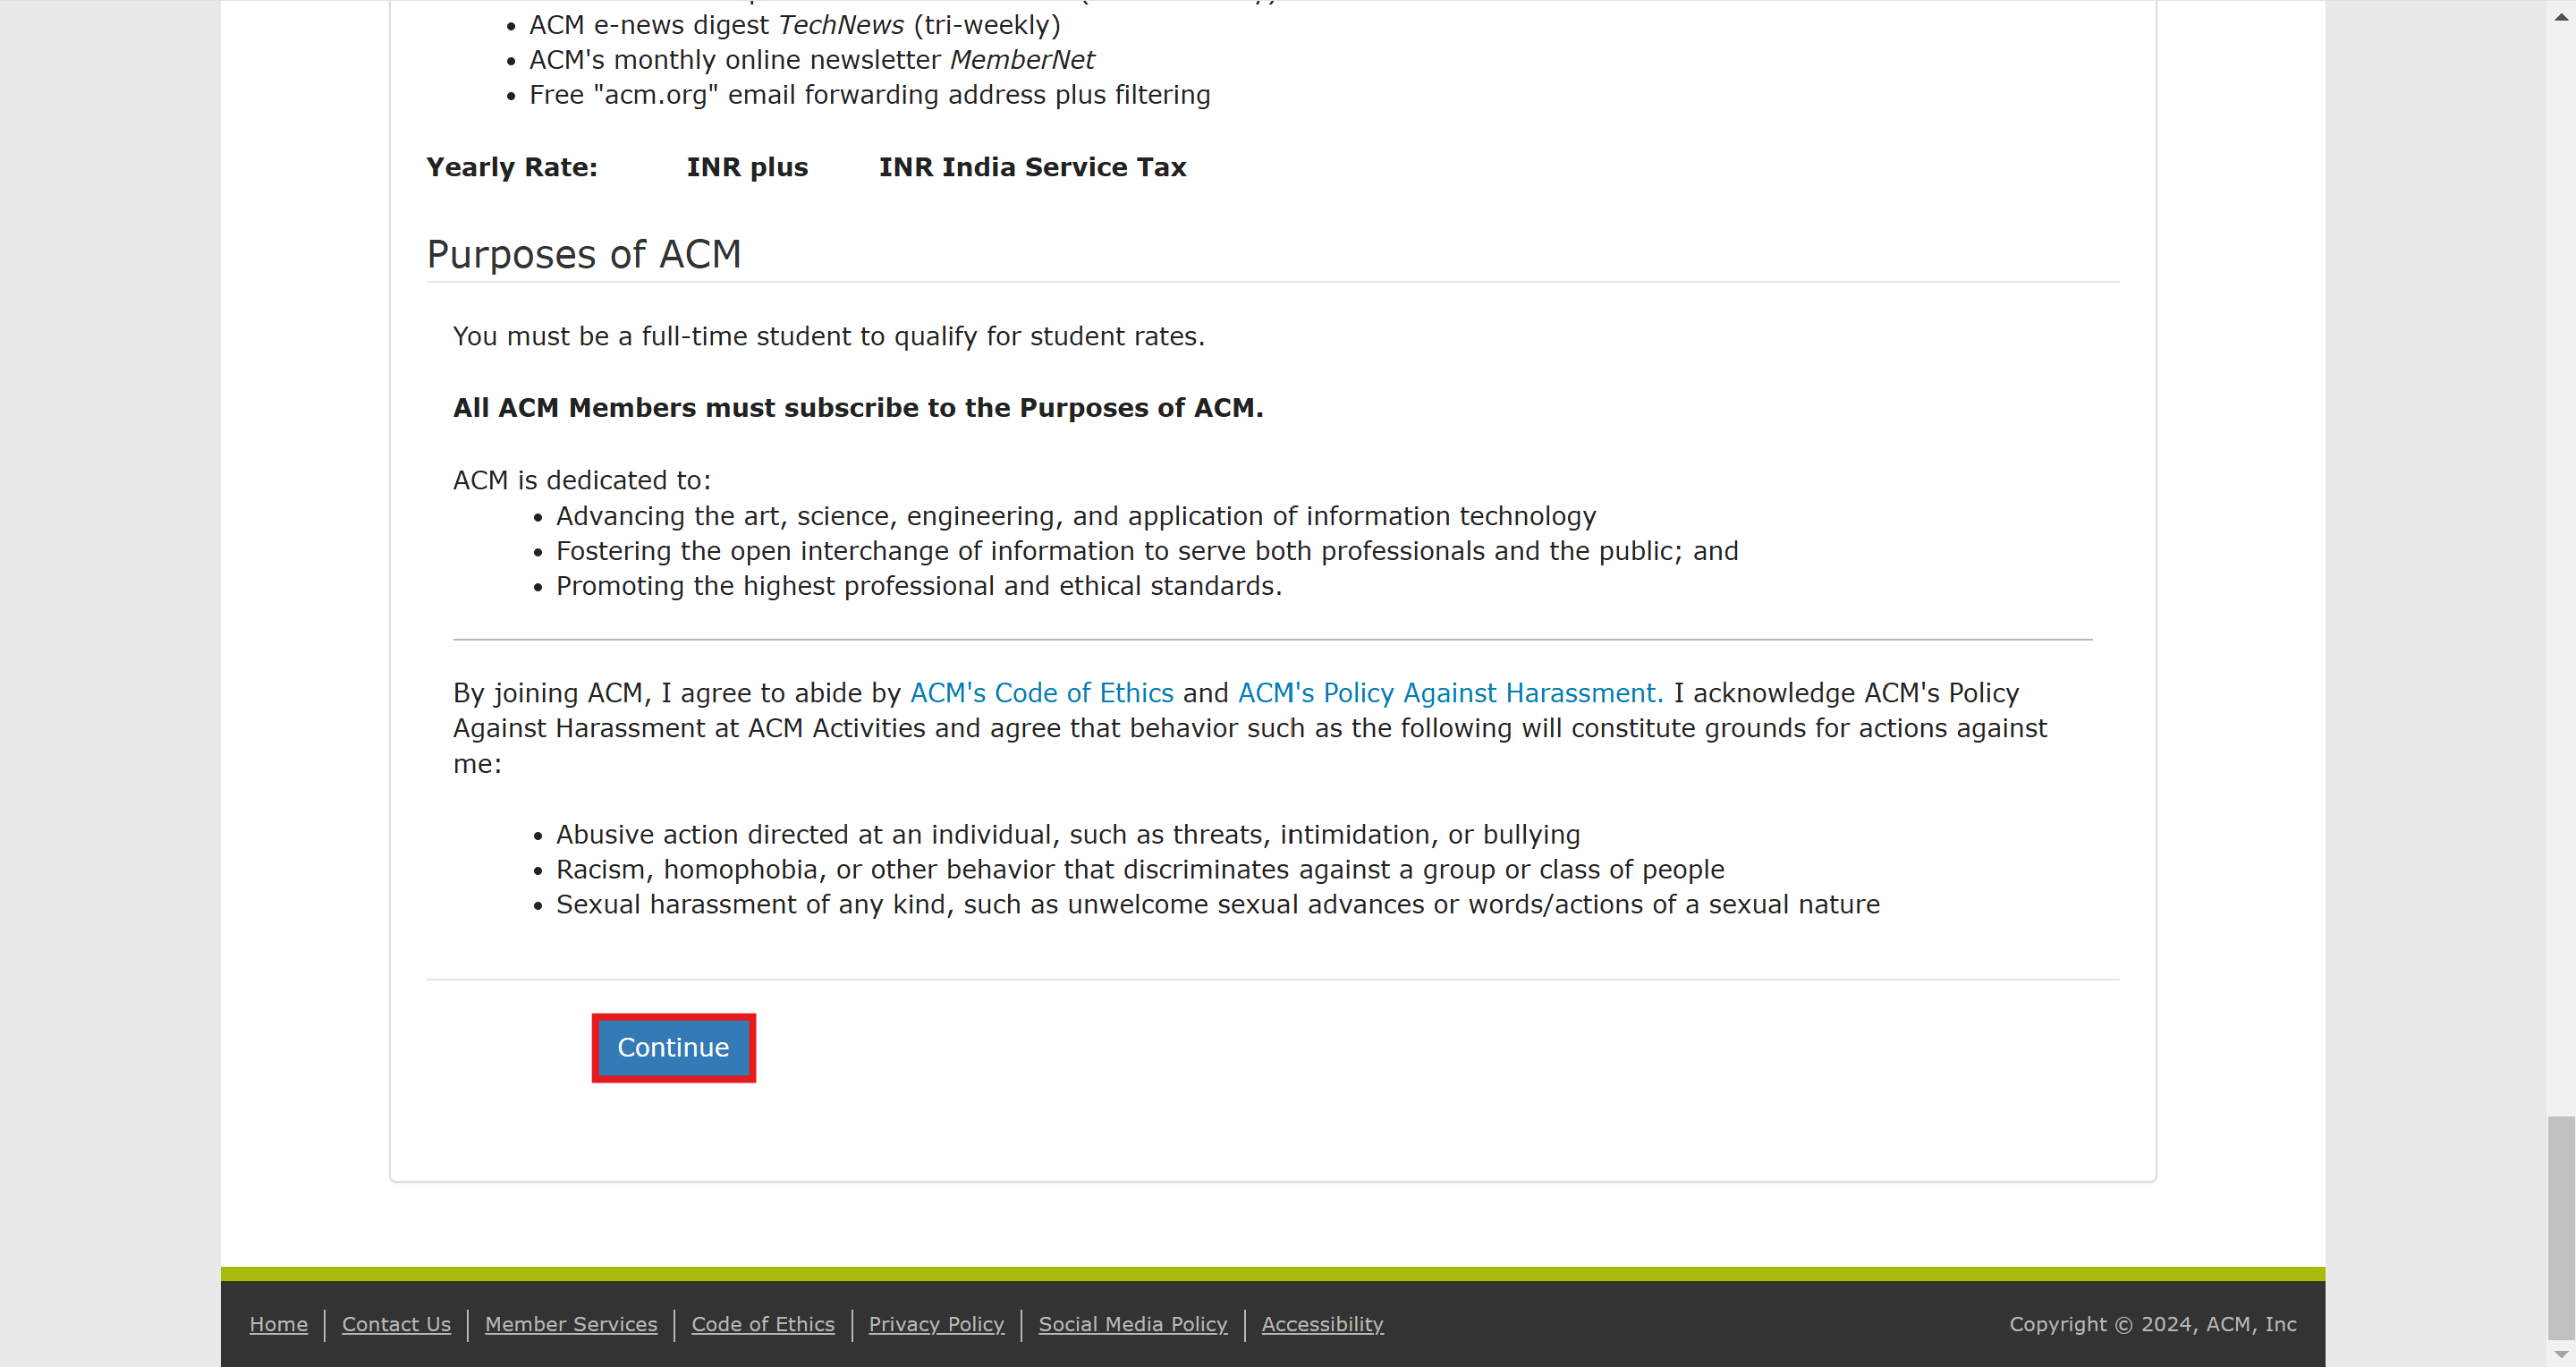 • ACM e-news digest TechNews (tri-weekly)
• ACM's monthly online newsletter MemberNet
• Free "acm.org" email forwarding address plus filtering
Yearly Rate: INR plus INR India Service Tax
Purposes of ACM
You must be a full-time student to qualify for student rates.
All ACM Members must subscribe to the Purposes of ACM.
ACM is dedicated to:
• Advancing the art, science, engineering, and application of information technology
• Fostering the open interchange of information to serve both professionals and the public; and
• Promoting the highest professional and ethical standards.
By joining ACM, I agree to abide by ACM's Code of Ethics and ACM's Policy Against Harassment. I acknowledge ACM's Policy
Against Harassment at ACM Activities and agree that behavior such as the following will constitute grounds for actions against
me:
• Abusive action directed at an individual, such as threats, intimidation, or bullying
• Racism, homophobia, or other behavior that discriminates against a group or class of people
• Sexual harassment of any kind, such as unwelcome sexual advances or words/actions of a sexual nature
Continue
Home Contact Us Member Services Code of Ethics Privacy Policy Social Media Policy Accessibility Copyright © 2024, ACM, Inc